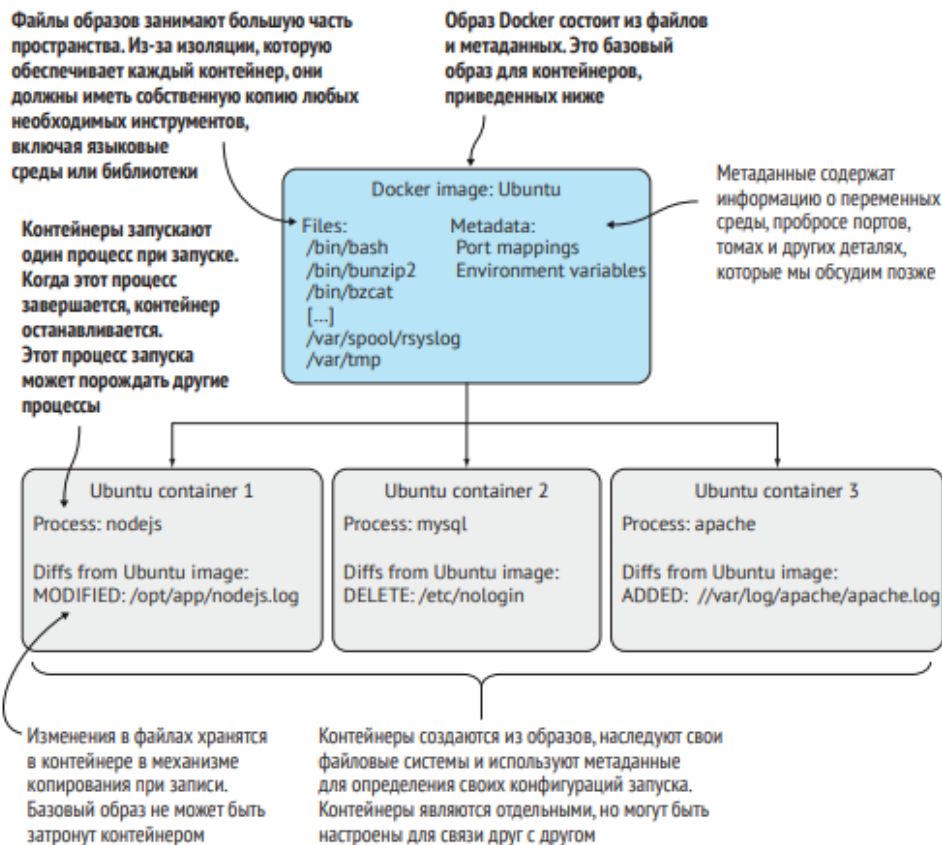 Файлы образов занимают большую часть
пространства. Из-за изоляции, которую
обеспечивает каждый контейнер, они
должны иметь собственную копию любых
необходимых инструментов,
включая языковые
среды или библиотеки
Образ Docker состоит из файлов
и метаданных. Это базовый
образ для контейнеров,
приведенных ниже
Метаданные содержат
информацию о переменных
среды, пробросе портов,
томах и других деталях,
которые мы обсудим позже
Контейнеры запускают
один процесс при запуске.
Когда этот процесс
завершается, контейнер
останавливается.
Этот процесс запуска
может порождать другие
процессы
Docker image: Ubuntu
Files:
/bin/bash
/bin/bunzip2
/bin/bzcat
[...]
/var/spool/rsyslog
/var/tmp
Metadata:
Port mappings
Environment variables
Ubuntu container 1
Process: nodejs
Diffs from Ubuntu image:
MODIFIED: /opt/app/nodejs.log
Ubuntu container 2
Process: mysql
Diffs from Ubuntu image:
DELETE: /etc/nologin
Ubuntu container 3
Process: apache
Diffs from Ubuntu image:
ADDED: //var/log/apache/apache.log
Изменения в файлах хранятся
в контейнере в механизме
копирования при записи.
Базовый образ не может быть
затронут контейнером
Контейнеры создаются из образов, наследуют свои
файловые системы и используют метаданные
для определения своих конфигураций запуска.
Контейнеры являются отдельными, но могут быть
настроены для связи друг с другом